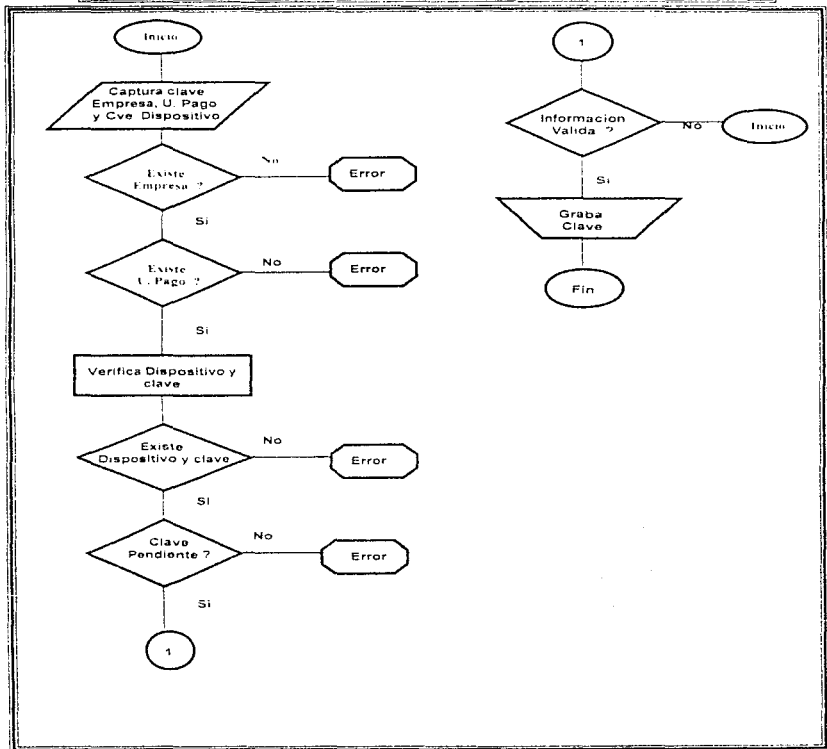 Inicio
Captura clave
Empresa, U. Pago
y Cve Dispositivo
Existe
Empresa ?
No
Error
Si
Existe
U. Pago ?
No
Error
Si
Verifica Dispositivo y
clave
Existe
Dispositivo y clave
No
Error
Si
Clave
Pendiente ?
No
Error
Si
1
1
Informacion
Valida ?
No
Inicio
Si
Graba
Clave
Fin